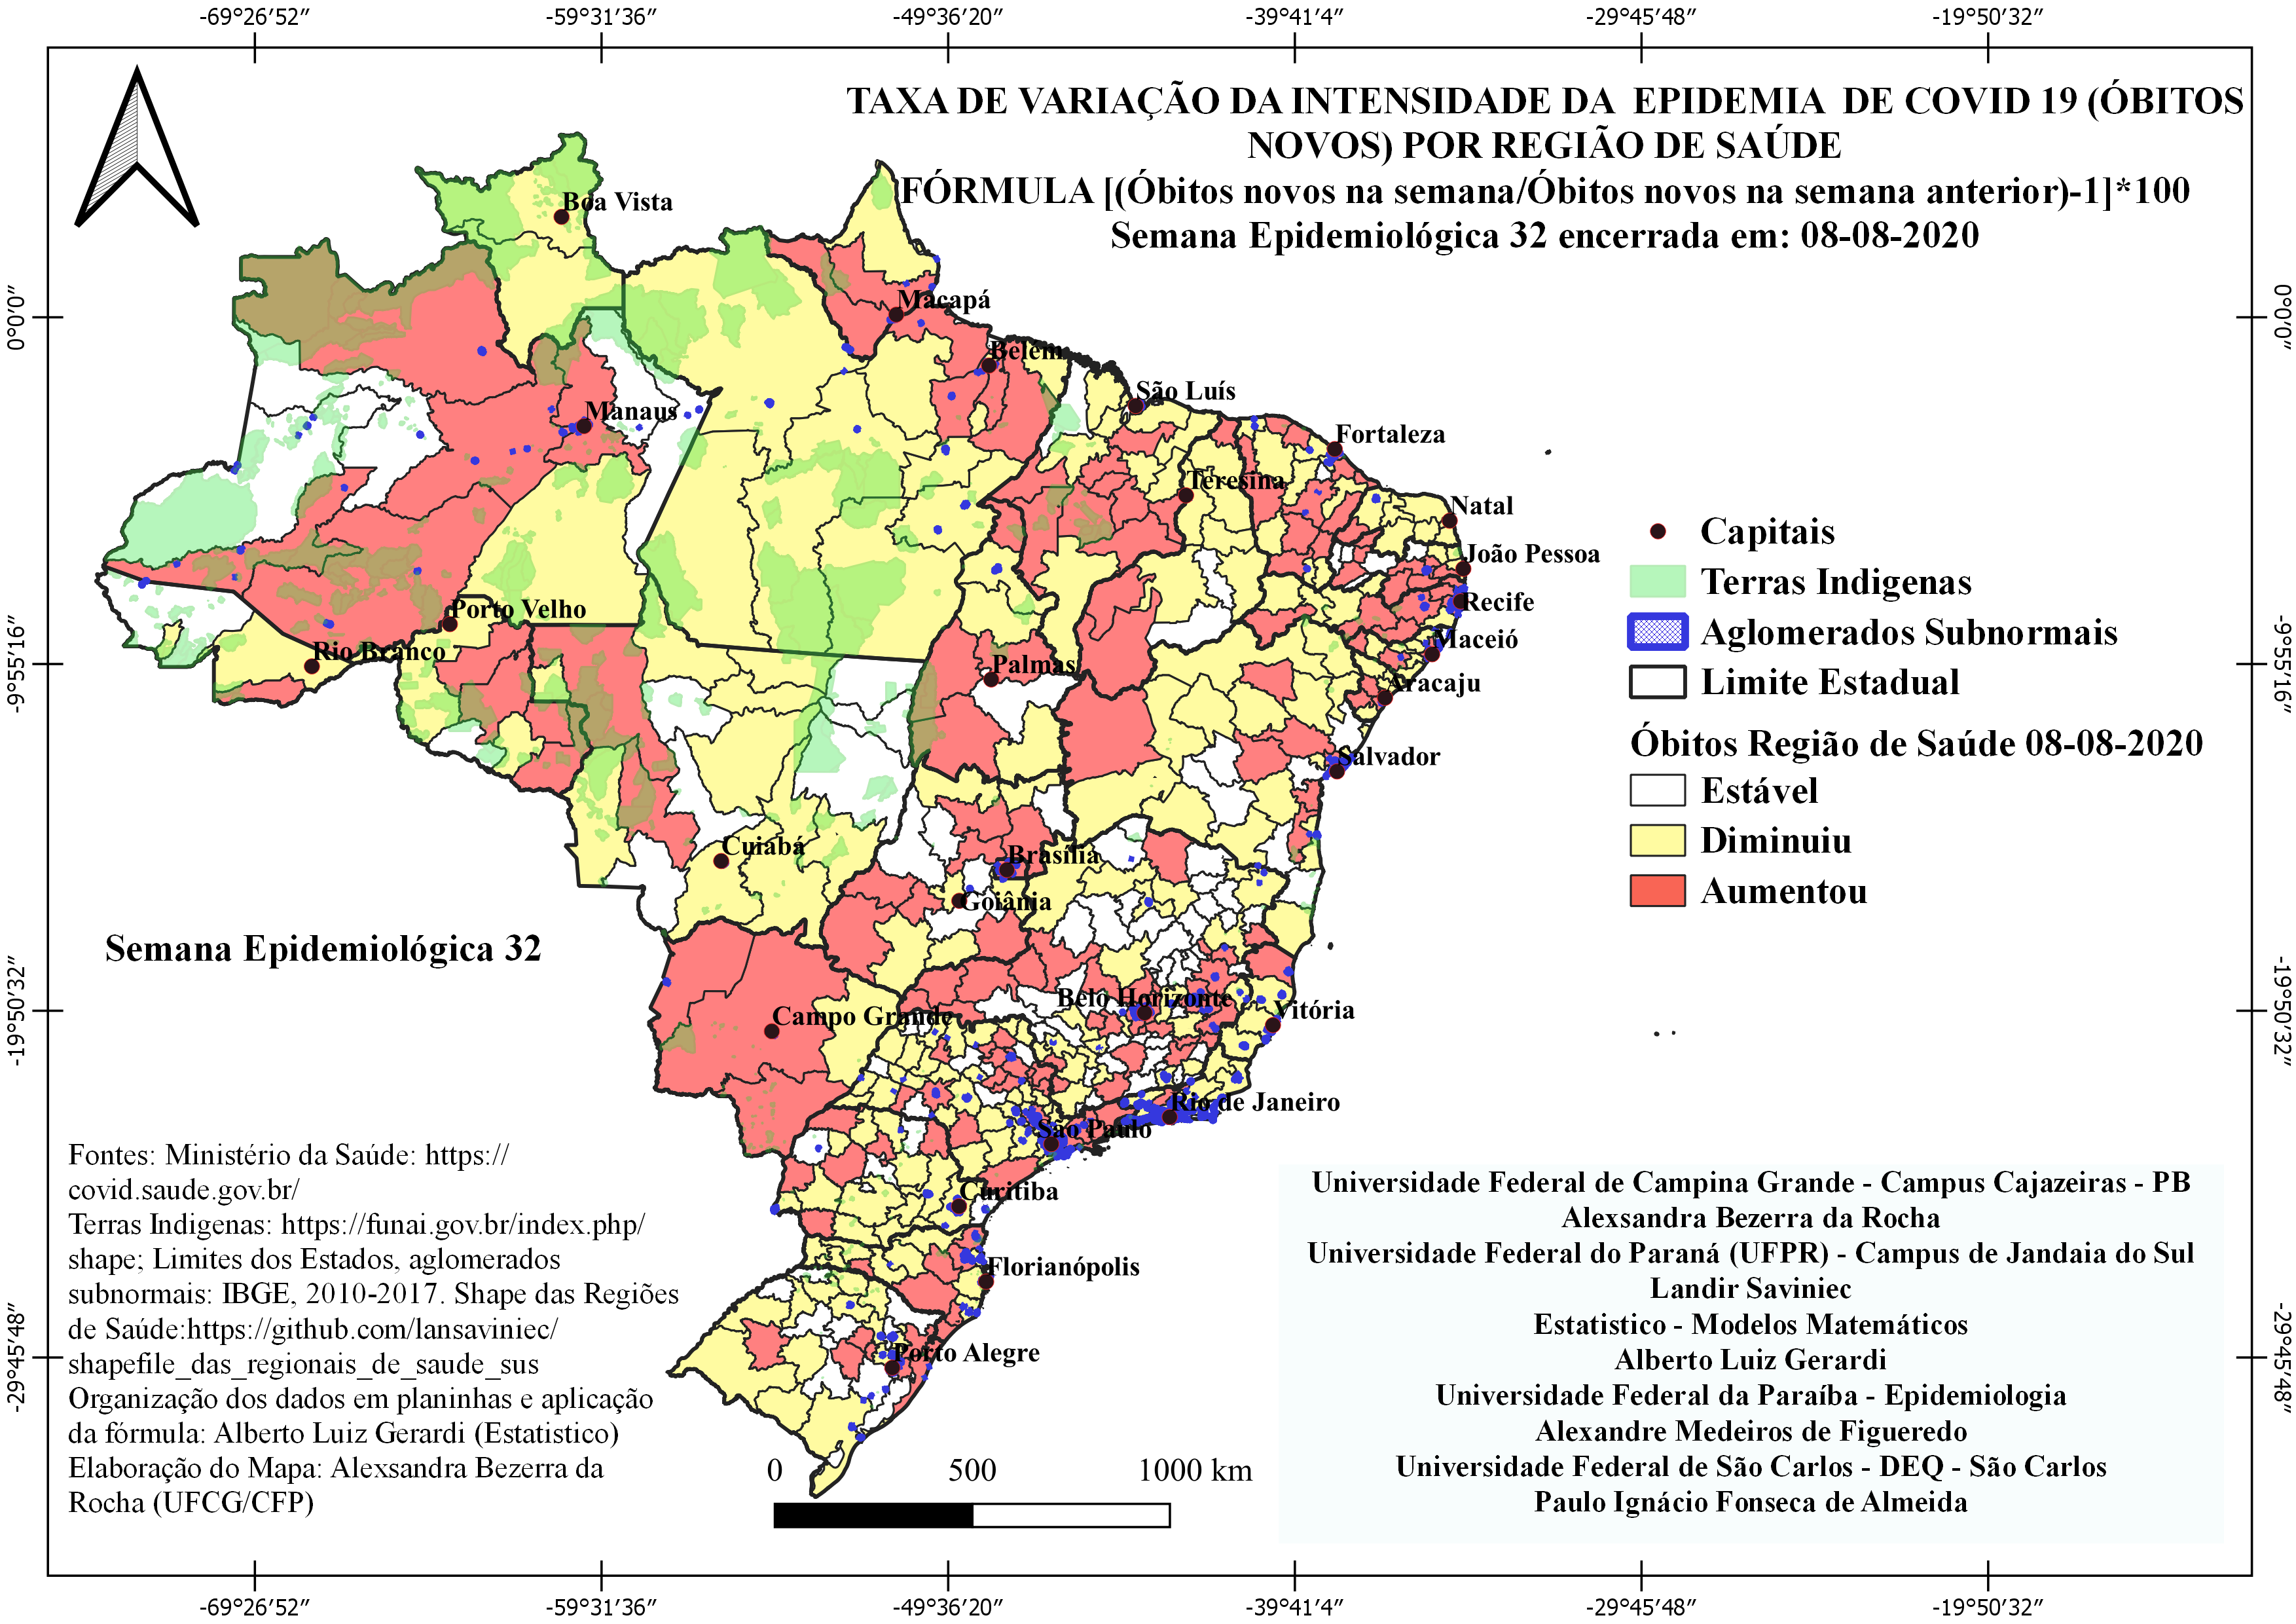 -69°26′52″ -59°31′36″ -49°36′20″ -39°41′4″ -29°45′48″ -19°50′32″
TAXA DE VARIAÇÃO DA INTENSIDADE DA EPIDEMIA DE COVID 19 (ÓBITOS
NOVOS) POR REGIÃO DE SAÚDE
FÓRMULA [(Óbitos novos na semana/Óbitos novos na semana anterior)-1]*100
Semana Epidemiológica 32 encerrada em: 08-08-2020
0°0′0″
0°0′0″
-9°55′16″
-9°55′16″
-19°50′32″
-19°50′32″
-29°45′48″
-29°45′48″
Boa Vista
Macapá
Belem
São Luís
Manaus
Fortaleza
Teresina
Natal
João Pessoa
Porto Velho
Recife
Maceió
Rio Branco
Palmas
Aracaju
Salvador
Cuiabá
Brasília
Goiânia
Belo Horizonte
Vitória
Campo Grande
Rio de Janeiro
São Paulo
Curitiba
Florianópolis
Porto Alegre
Capitais
Terras Indigenas
Aglomerados Subnormais
Limite Estadual
Óbitos Região de Saúde 08-08-2020
Estável
Diminuiu
Aumentou
Semana Epidemiológica 32
Fontes: Ministério da Saúde: https://
covid.saude.gov.br/
Terras Indigenas: https://funai.gov.br/index.php/
shape; Limites dos Estados, aglomerados
subnormais: IBGE, 2010-2017. Shape das Regiões
de Saúde:https://github.com/lansaviniec/
shapefile_das_regionais_de_saude_sus
Organização dos dados em planinhas e aplicação
da fórmula: Alberto Luiz Gerardi (Estatistico)
Elaboração do Mapa: Alexsandra Bezerra da
Rocha (UFCG/CFP)
0 500 1000 km
Universidade Federal de Campina Grande - Campus Cajazeiras - PB
Alexsandra Bezerra da Rocha
Universidade Federal do Paraná (UFPR) - Campus de Jandaia do Sul
Landir Saviniec
Estatistico - Modelos Matemáticos
Alberto Luiz Gerardi
Universidade Federal da Paraíba - Epidemiologia
Alexandre Medeiros de Figueredo
Universidade Federal de São Carlos - DEQ - São Carlos
Paulo Ignácio Fonseca de Almeida
-69°26′52″ -59°31′36″ -49°36′20″ -39°41′4″ -29°45′48″ -19°50′32″